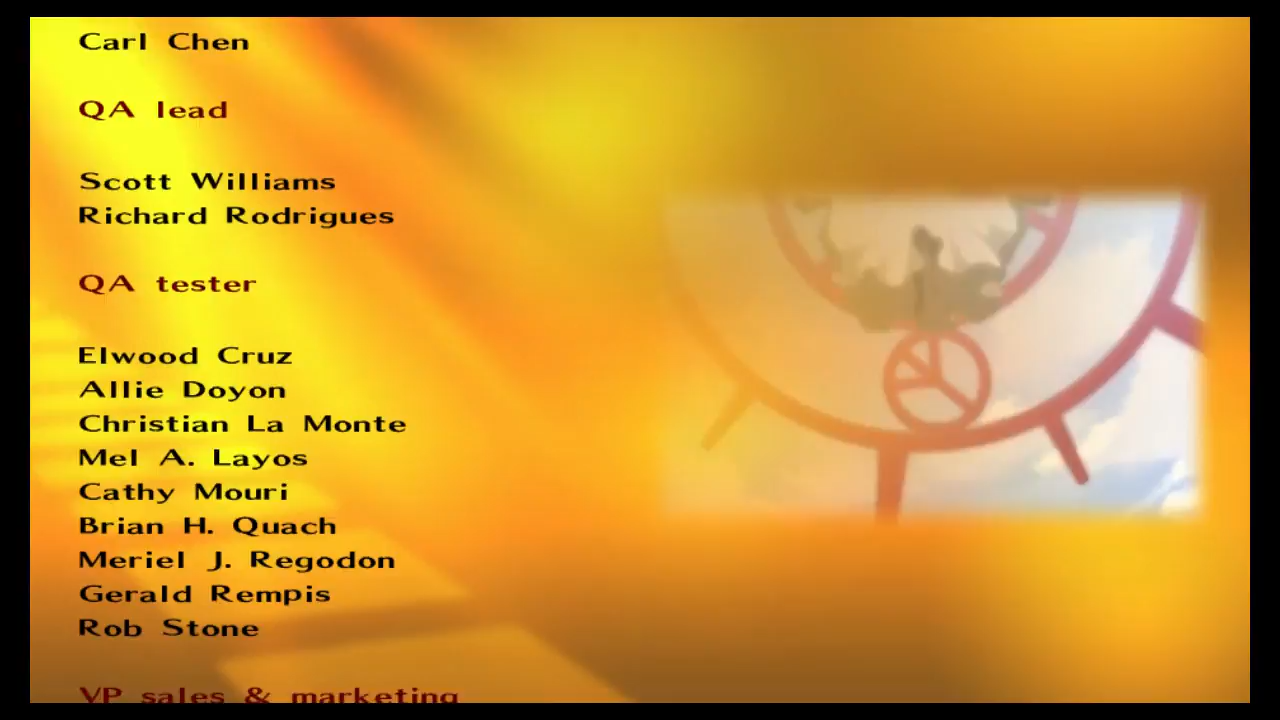 Carl Chen
QA lead
Scott Williams
Richard Rodrigues
QA tester
Elwood Cruz
Allie Doyon
Christian La Monte
Mel A. Layos
Cathy Mouri
Brian H. Quach
Meriel J. Regodon
Gerald Rempis
Rob Stone
VP sales & marketing